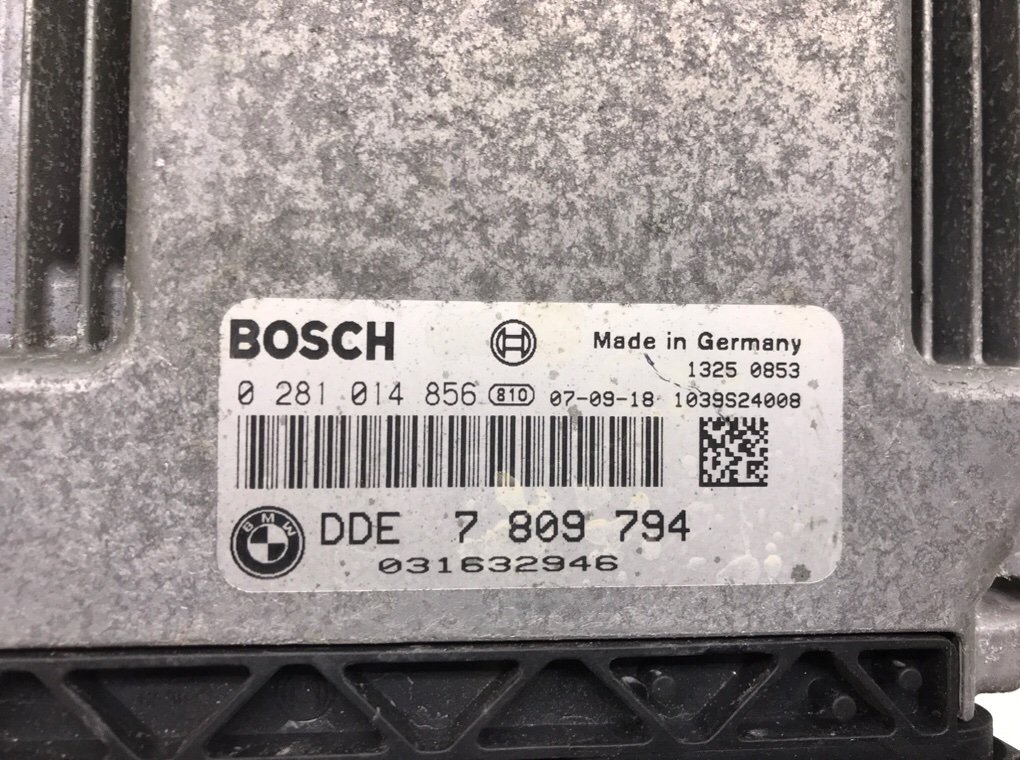 BOSCH Made in Germany
1325 0853
0 281 014 856 810 07-09-18 1039S24008
BMW DDE 7 809 794
031632946